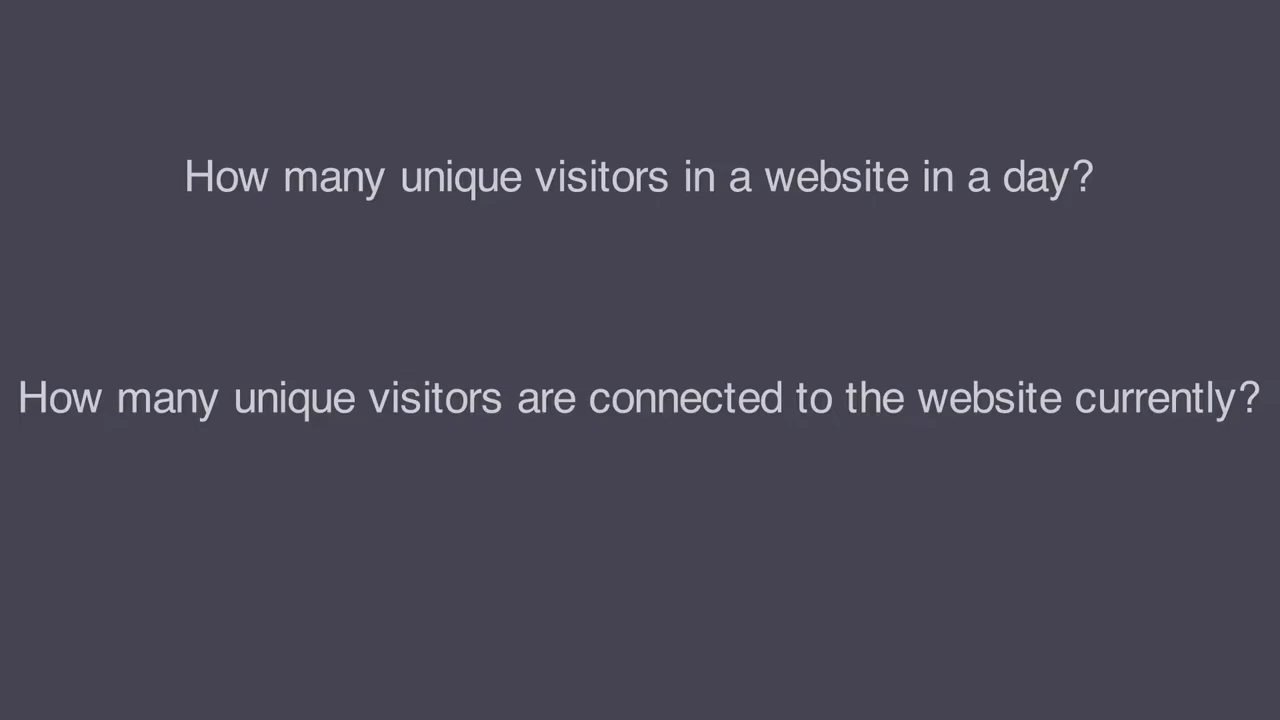 How many unique visitors in a website in a day?
How many unique visitors are connected to the website currently?